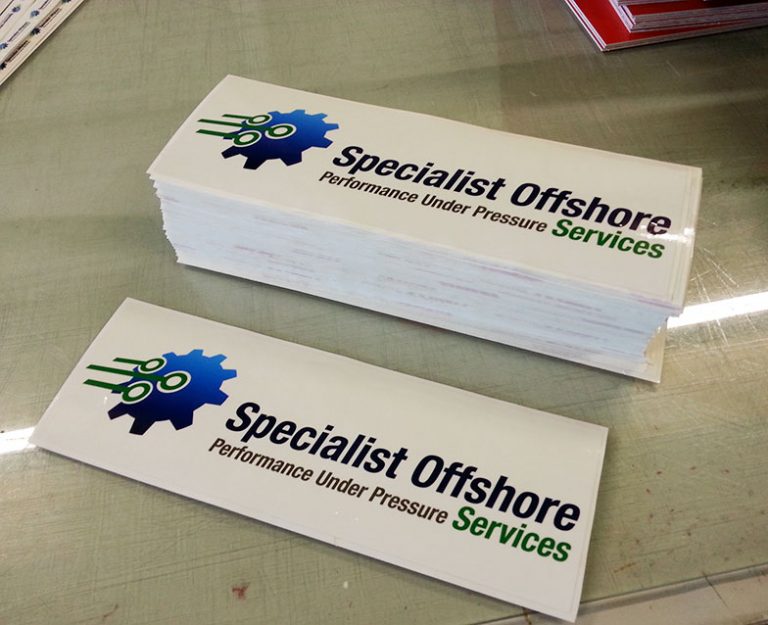 Specialist Offshore
Performance Under Pressure Services
Specialist Offshore
Performance Under Pressure Services